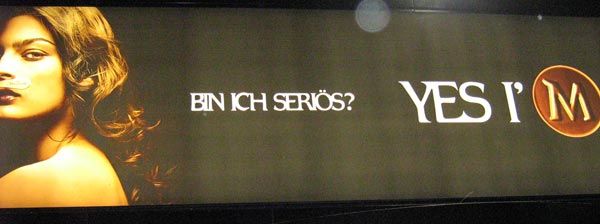 BIN ICH SERIÖS?
YES I'M